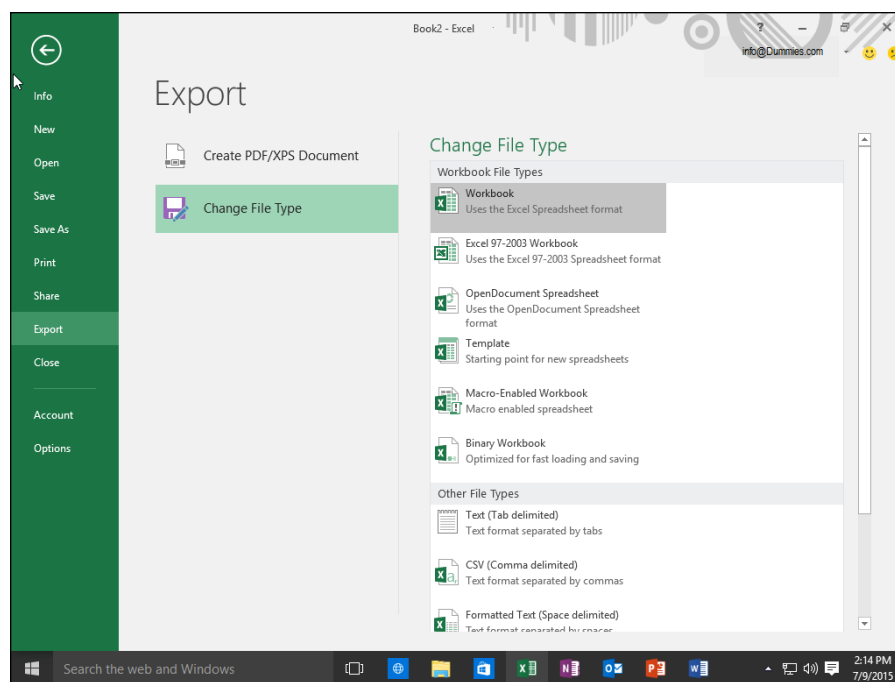 Book2 - Excel
?
info@Dummies.com
Info
New
Open
Save
Save As
Print
Share
Export
Close
Account
Options
Export
Create PDF/XPS Document
Change File Type
Change File Type
Workbook File Types
Workbook
Uses the Excel Spreadsheet format
Excel 97-2003 Workbook
Uses the Excel 97-2003 Spreadsheet format
OpenDocument Spreadsheet
Uses the OpenDocument Spreadsheet
format
Template
Starting point for new spreadsheets
Macro-Enabled Workbook
Macro enabled spreadsheet
Binary Workbook
Optimized for fast loading and saving
Other File Types
Text (Tab delimited)
Text format separated by tabs
CSV (Comma delimited)
Text format separated by commas
Formatted Text (Space delimited)
Text format separated by spaces
Search the web and Windows
2:14 PM